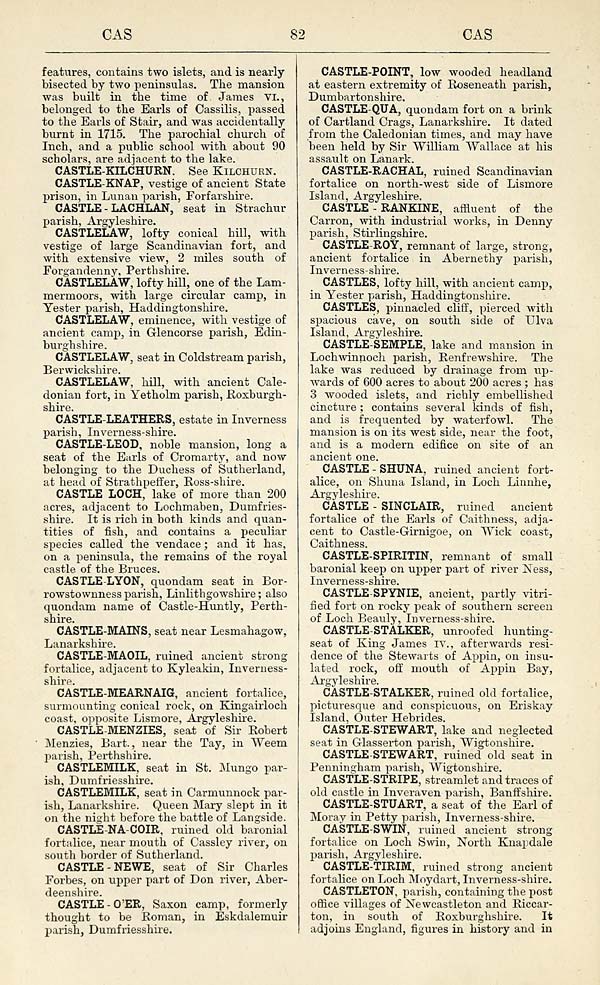 CAS 82 CAS
features, contains two islets, and is nearly
bisected by two peninsulas. The mansion
was built in the time of James VI.,
belonged to the Earls of Cassilis, passed
to the Earls of Stair, and was accidentally
burnt in 1715. The parochial church of
Inch, and a public school with about 90
scholars, are adjacent to the lake.
CASTLE-KILCHURN. See KILCHURN.
CASTLE-KNAP, vestige of ancient State
prison, in Lunan parish, Forfarshire.
CASTLE-LACHLAN, seat in Strachur
parish, Argyleshire.
CASTLELAW, lofty conical hill, with
vestige of large Scandinavian fort, and
with extensive view, 2 miles south of
Forgandenny, Perthshire.
CASTLELAW, lofty hill, one of the Lam-
mermoors, with large circular camp, in
Yester parish, Haddingtonshire.
CASTLELAW, eminence, with vestige of
ancient camp, in Glencorse parish, Edin-
burghshire.
CASTLELAW, seat in Coldstream parish,
Berwickshire.
CASTLELAW, hill, with ancient Cale-
donian fort, in Yetholm parish, Roxburgh-
shire.
CASTLE-LEATHERS, estate in Inverness
parish, Inverness-shire.
CASTLE-LEOD, noble mansion, long a
seat of the Earls of Cromarty, and now
belonging to the Duchess of Sutherland,
at head of Strathpeffer, Ross-shire.
CASTLE LOCH, lake of more than 200
acres, adjacent to Lochmaben, Dumfries-
shire. It is rich in both kinds and quan-
tities of fish, and contains a peculiar
species called the vendace; and it has,
on a peninsula, the remains of the royal
castle of the Bruces.
CASTLE-LYON, quondam seat in Bor-
rowstownness parish, Linlithgowshire; also
quondam name of Castle-Huntly, Perth-
shire.
CASTLE-MAINS, seat near Lesmahagow,
Lanarkshire.
CASTLE-MAOIL, ruined ancient strong
fortalice, adjacent to Kyleakin, Inverness-
shire.
CASTLE-MEARNAIG, ancient fortalice,
surmounting conical rock, on Kingairloch
coast, opposite Lismore, Argyleshire.
CASTLE-MENZIES, seat of Sir Robert
Menzies, Bart., near the Tay, in Weem
parish, Perthshire.
CASTLEMILK, seat in St. Mungo par-
ish, Dumfriesshire.
CASTLEMILK, seat in Carmunnock par-
ish, Lanarkshire. Queen Mary slept in it
on the night before the battle of Langside.
CASTLE-NA-COIR, ruined old baronial
fortalice, near mouth of Cassley river, on
south border of Sutherland.
CASTLE-NEWE, seat of Sir Charles
Forbes, on upper part of Don river, Aber-
deenshire.
CASTLE-O'ER, Saxon camp, formerly
thought to be Roman, in Eskdalemuir
parish, Dumfriesshire.
CASTLE-POINT, low wooded headland
at eastern extremity of Roseneath parish,
Dumbartonshire.
CASTLE-QUA, quondam fort on a brink
of Cartland Crags, Lanarkshire. It dated
from the Caledonian times, and may have
been held by Sir William Wallace at his
assault on Lanark.
CASTLE-RACHAL, ruined Scandinavian
fortalice on north-west side of Lismore
Island, Argyleshire.
CASTLE-RANKINE, affluent of the
Carron, with industrial works, in Denny
parish, Stirlingshire.
CASTLE-ROY, remnant of large, strong,
ancient fortalice in Abernethy parish,
Inverness-shire.
CASTLES, lofty hill, with ancient camp,
in Yester parish, Haddingtonshire.
CASTLES, pinnacled cliff, pierced with
spacious cave, on south side of Ulva
Island, Argyleshire.
CASTLE-SEMPLE, lake and mansion in
Lochwinnoch parish, Renfrewshire. The
lake was reduced by drainage from up-
wards of 600 acres to about 200 acres; has
3 wooded islets, and richly embellished
cincture; contains several kinds of fish,
and is frequented by waterfowl. The
mansion is on its west side, near the foot,
and is a modern edifice on site of an
ancient one.
CASTLE-SHUNA, ruined ancient fort-
alice, on Shuna Island, in Loch Linnhe,
Argyleshire.
CASTLE-SINCLAIR, ruined ancient
fortalice of the Earls of Caithness, adja-
cent to Castle-Girnigoe, on Wick coast,
Caithness.
CASTLE-SPIRITIN, remnant of small
baronial keep on upper part of river Ness,
Inverness-shire.
CASTLE-SPYNIE, ancient, partly vitri-
fied fort on rocky peak of southern screen
of Loch Beauly, Inverness-shire.
CASTLE-STALKER, unroofed hunting-
seat of King James IV., afterwards resi-
dence of the Stewarts of Appin, on insu-
lated rock, off mouth of Appin Bay,
Argyleshire.
CASTLE-STALKER, ruined old fortalice,
picturesque and conspicuous, on Eriskay
Island, Outer Hebrides.
CASTLE-STEWART, lake and neglected
seat in Glasserton parish, Wigtonshire.
CASTLE-STEWART, ruined old seat in
Penningham parish, Wigtonshire.
CASTLE-STRIPE, streamlet and traces of
old castle in Inveraven parish, Banffshire.
CASTLE-STUART, a seat of the Earl of
Moray in Petty parish, Inverness-shire.
CASTLE-SWIN, ruined ancient strong
fortalice on Loch Swin, North Knapdale
parish, Argyleshire.
CASTLE-TIRIM, ruined strong ancient
fortalice on Loch Moydart, Inverness-shire.
CASTLETON, parish, containing the post
office villages of Newcastleton and Riccar-
ton, in south of Roxburghshire. It
adjoins England, figures in history and in